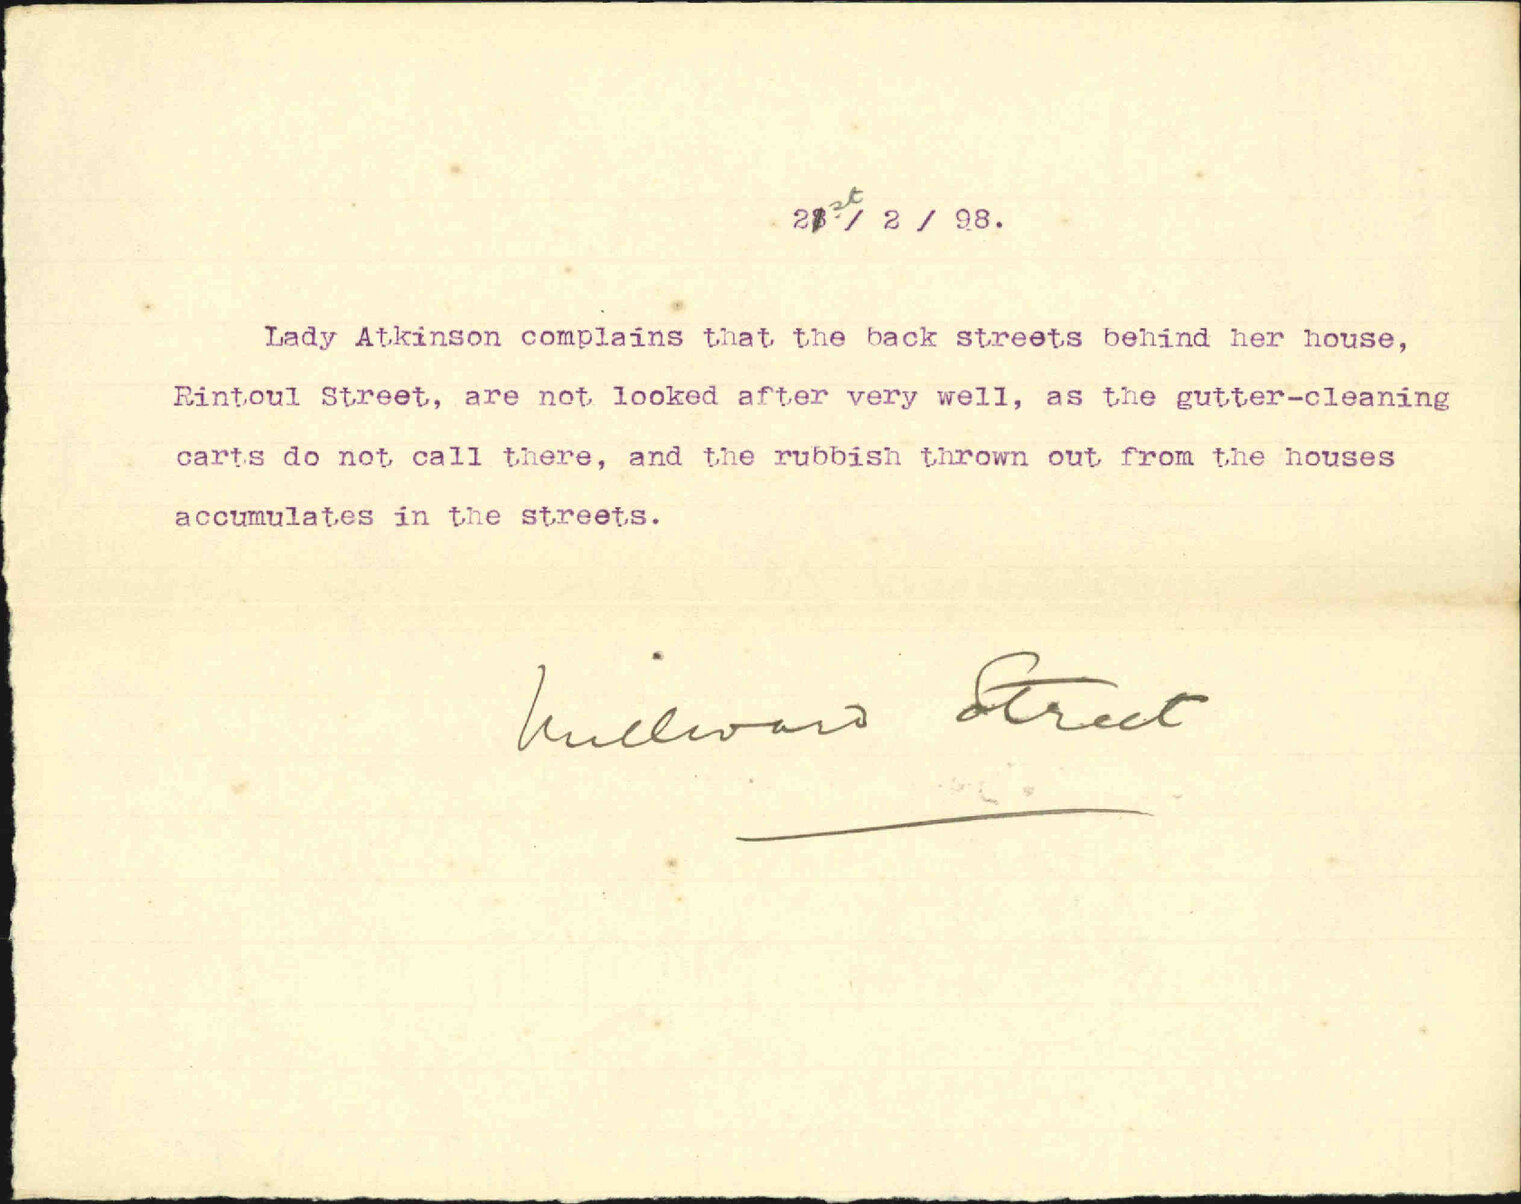 21st/ 2 / 98.
Lady Atkinson complains that the back streets behind her house,
Rintoul Street, are not looked after very well, as the gutter-cleaning
carts do not call there, and the rubbish thrown out from the houses
accumulates in the streets.
Millward Street